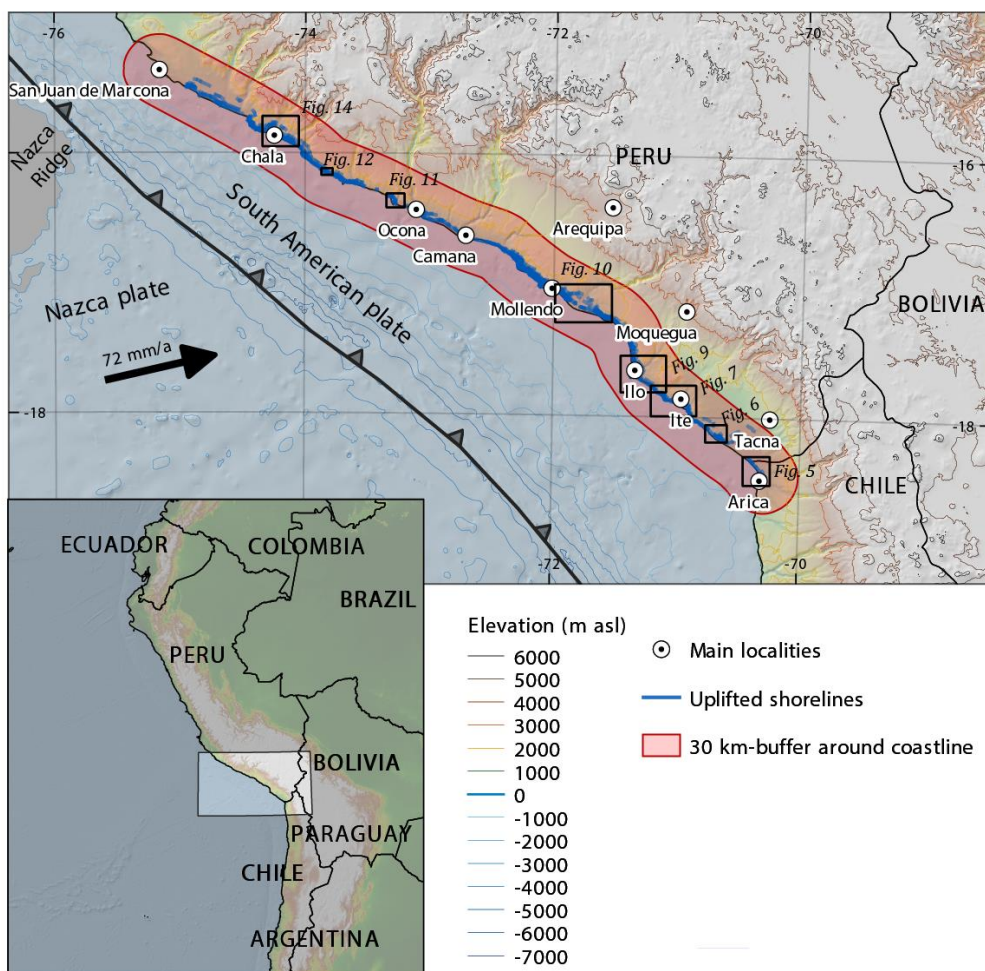 -76
-74
-72
-70
San Juan de Marcona
Nazca
Ridge
Fig. 14
Chala
Fig. 12
PERU
-16
Fig. 11
Ocona
Camana
Arequipa
South American plate
Nazca plate
72 mm/a
Fig. 10
Mollendo
BOLIVIA
Moquegua
Fig. 9
Ilo
Fig. 7
Ite
Fig. 6
-18
-18
Tacna
Fig. 5
Arica
CHILE
-72
-70
ECUADOR
COLOMBIA
BRAZIL
PERU
BOLIVIA
PARAGUAY
CHILE
ARGENTINA
Elevation (m asl)
6000
5000
4000
3000
2000
1000
0
-1000
-2000
-3000
-4000
-5000
-6000
-7000
Main localities
Uplifted shorelines
30 km-buffer around coastline